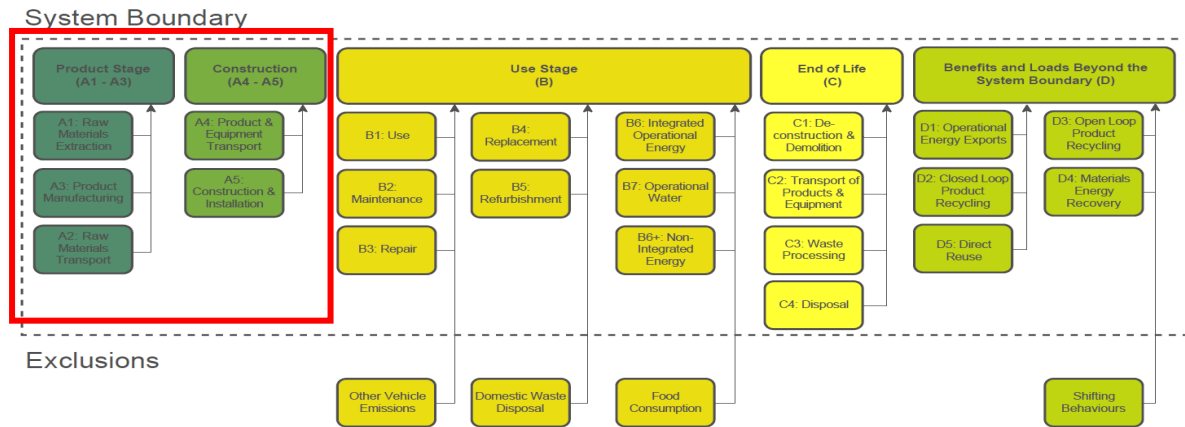 System Boundary
Product Stage
(A1 - A3)
Construction
(A4 - A5)
Use Stage
(B)
End of Life
(C)
Benefits and Loads Beyond the
System Boundary (D)
A1: Raw
Materials
Extraction
A3: Product
Manufacturing
A2: Raw
Materials
Transport
A4: Product &
Equipment
Transport
A5:
Construction &
Installation
B1: Use
B2:
Maintenance
B3: Repair
B4:
Replacement
B5:
Refurbishment
B6: Integrated
Operational
Energy
B7: Operational
Water
B6+: Non-
Integrated
Energy
C1: De-
construction &
Demolition
C2: Transport of
Products &
Equipment
C3: Waste
Processing
C4: Disposal
D1: Operational
Energy Exports
D2: Closed Loop
Product
Recycling
D5: Direct
Reuse
D3: Open Loop
Product
Recycling
D4: Materials
Energy
Recovery
Exclusions
Other Vehicle
Emissions
Domestic Waste
Disposal
Food
Consumption
Shifting
Behaviours